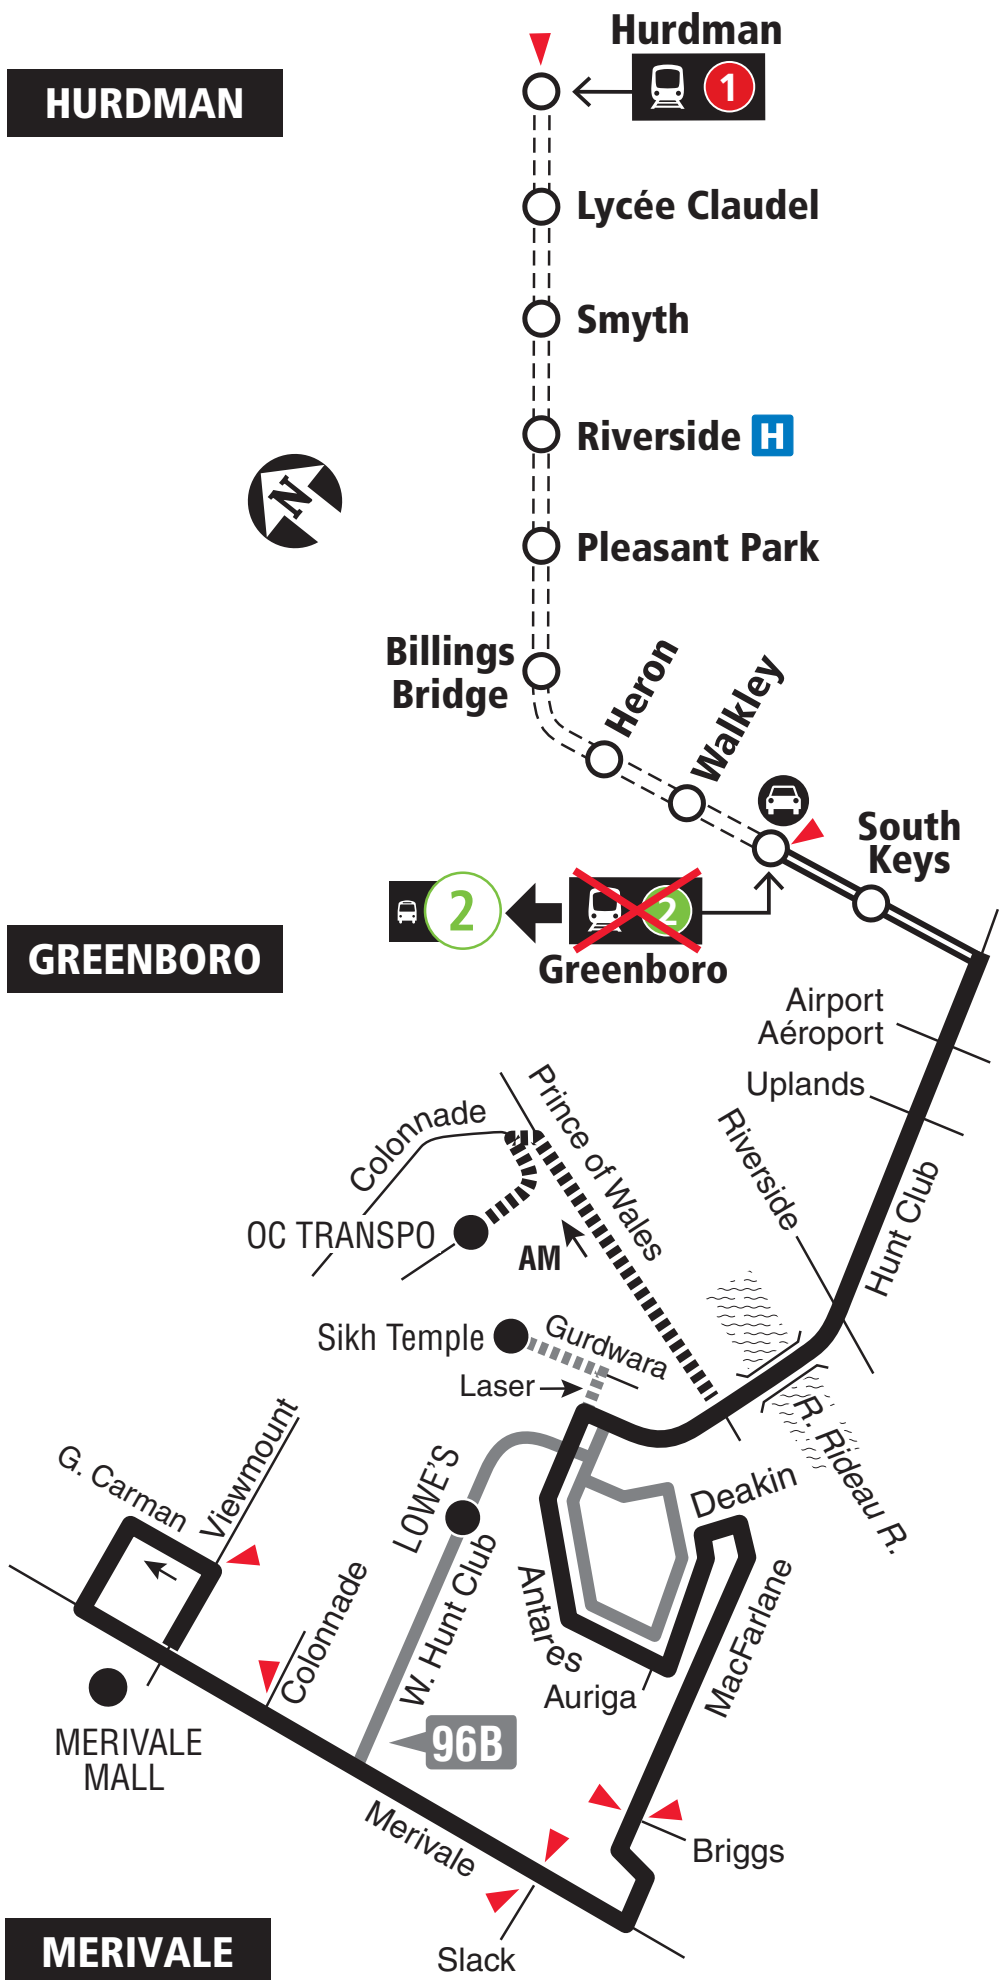 Hurdman
1
HURDMAN
Lycée Claudel
Smyth
Riverside H
N
Pleasant Park
Billings
Bridge
Heron
Walkley
South
Keys
2
2
Greenboro
GREENBORO
Airport
Aéroport
Uplands
Prince of Wales
Colonnade
Riverside
Hunt Club
OC TRANSPO
AM
Sikh Temple
Gurdwara
Laser
R. Rideau R.
G. Carman
Viewmount
LOWE'S
Deakin
W. Hunt Club
Antares
Colonnade
MacFarlane
Auriga
96B
MERIVALE
MALL
Merivale
Briggs
MERIVALE
Slack